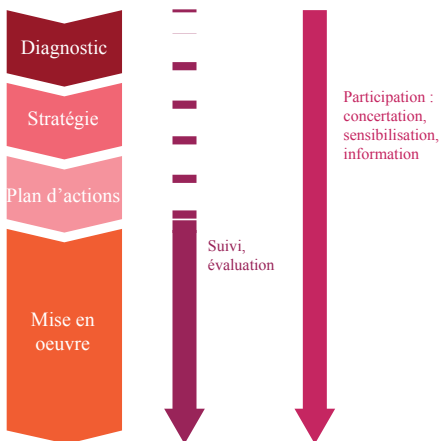 Diagnostic
Stratégie
Plan d'actions
Mise en
oeuvre
Suivi,
évaluation
Participation :
concertation,
sensibilisation,
information